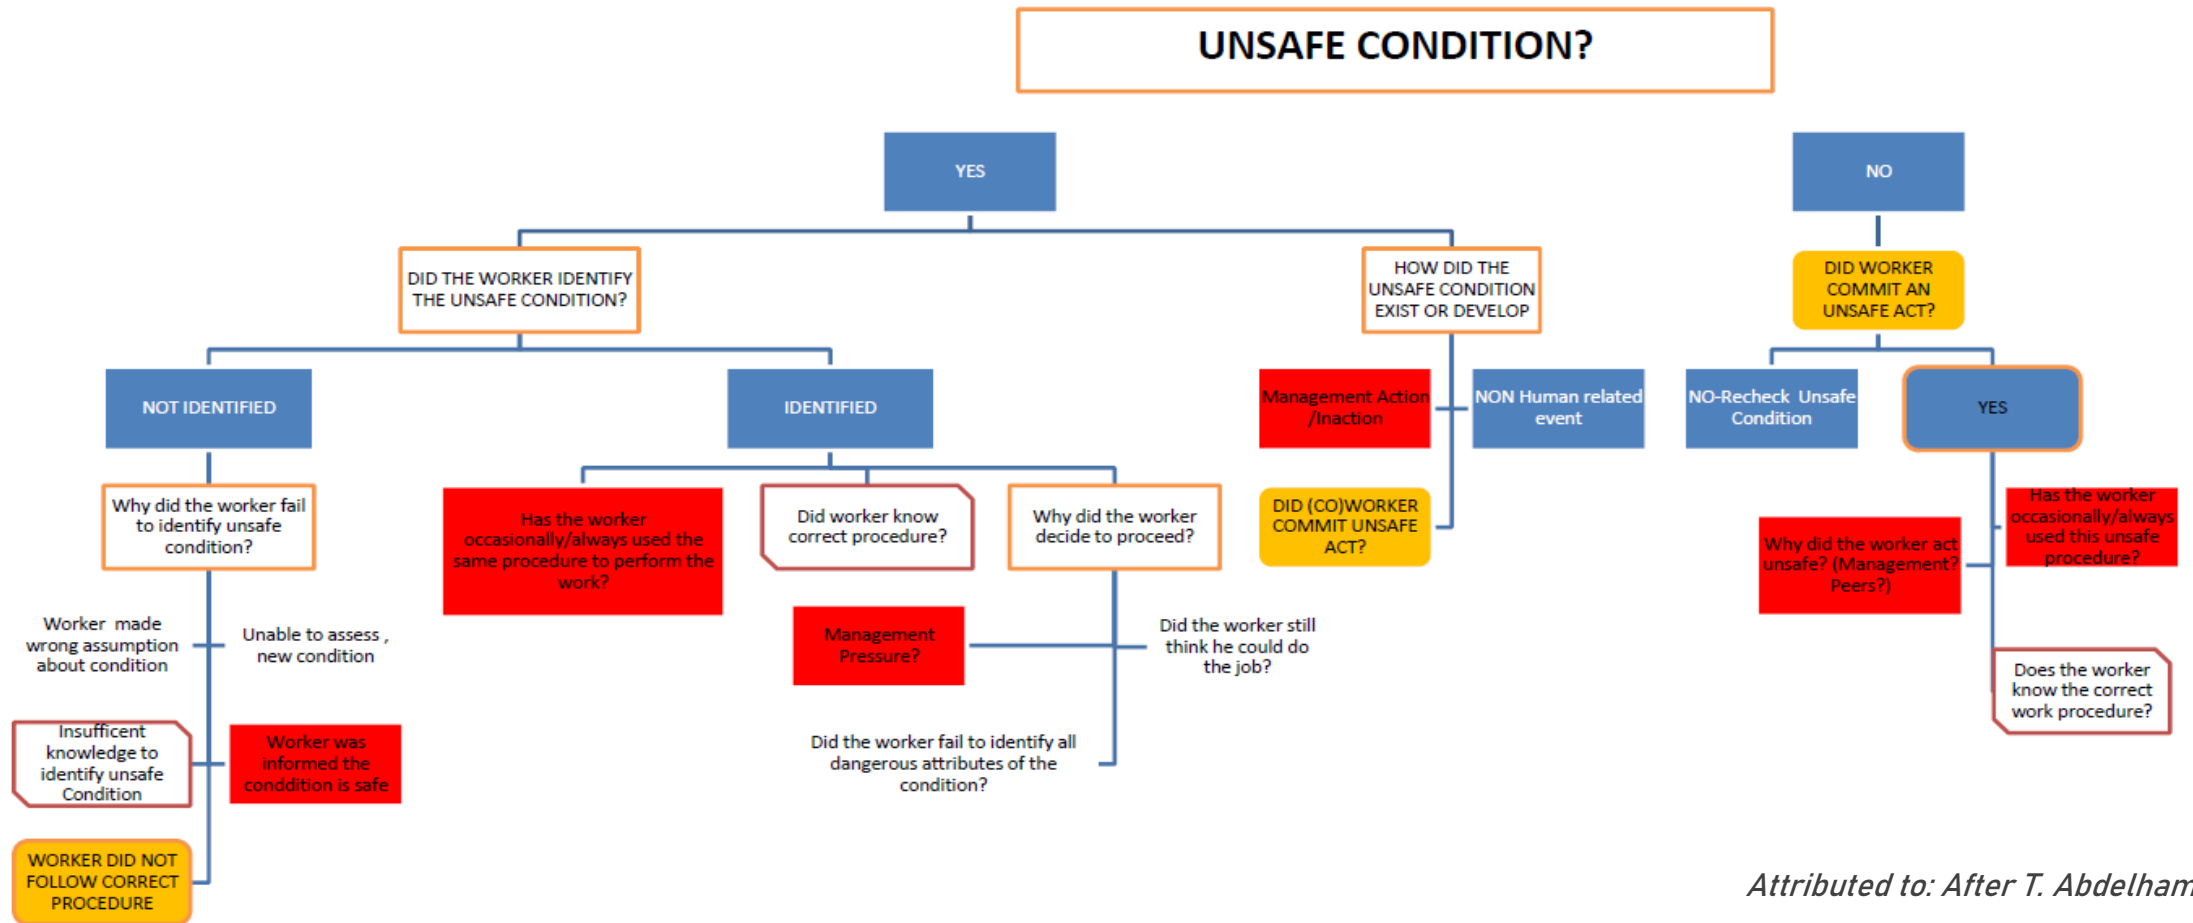 UNSAFE CONDITION?
YES
NO
DID THE WORKER IDENTIFY
THE UNSAFE CONDITION?
HOW DID THE
UNSAFE CONDITION
EXIST OR DEVELOP
DID WORKER
COMMIT AN
UNSAFE ACT?
NOT IDENTIFIED
IDENTIFIED
Management Action
/Inaction
NON Human related
event
NO-Recheck Unsafe
Condition
YES
Why did the worker fail
to identify unsafe
condition?
Has the worker
occasionally/always used the
same procedure to perform the
work?
Did worker know
correct procedure?
Why did the worker
decide to proceed?
DID (CO)WORKER
COMMIT UNSAFE
ACT?
Why did the worker act
unsafe? (Management?
Peers?)
Has the worker
occasionally/always
used this unsafe
procedure?
Worker made
wrong assumption
about condition
Unable to assess ,
new condition
Management
Pressure?
Did the worker still
think he could do
the job?
Does the worker
know the correct
work procedure?
Insufficent
knowledge to
identify unsafe
Condition
Worker was
informed the
conddition is safe
Did the worker fail to identify all
dangerous attributes of the
condition?
WORKER DID NOT
FOLLOW CORRECT
PROCEDURE
Attributed to: After T. Abdelham